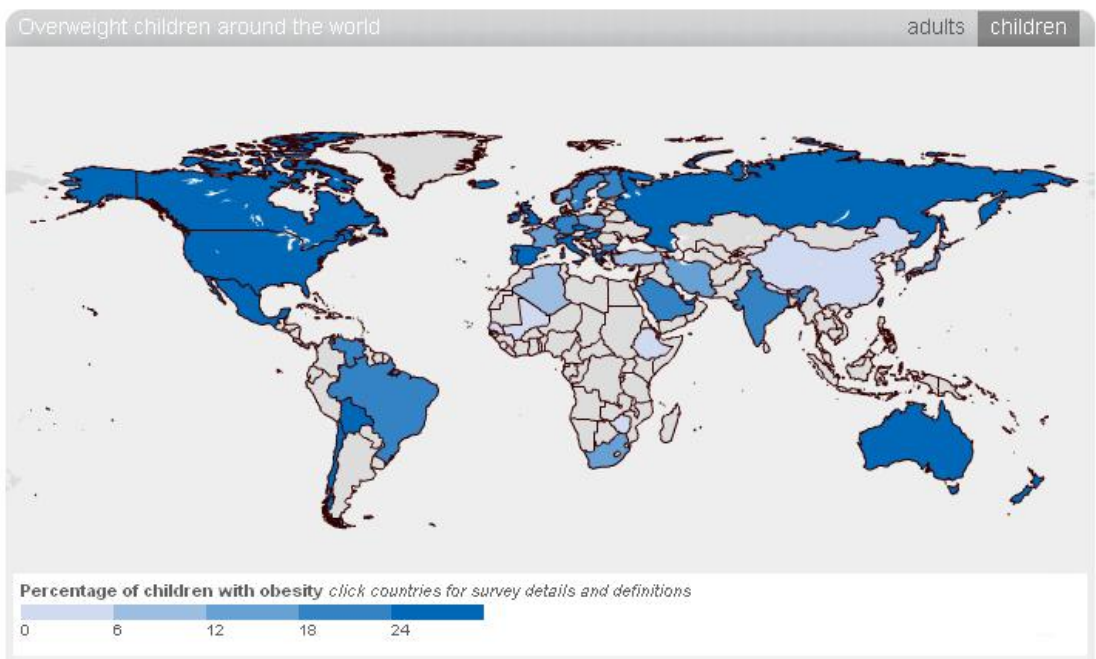 Overweight children around the world adults children
Percentage of children with obesity click countries for survey details and definitions
0 6 12 18 24